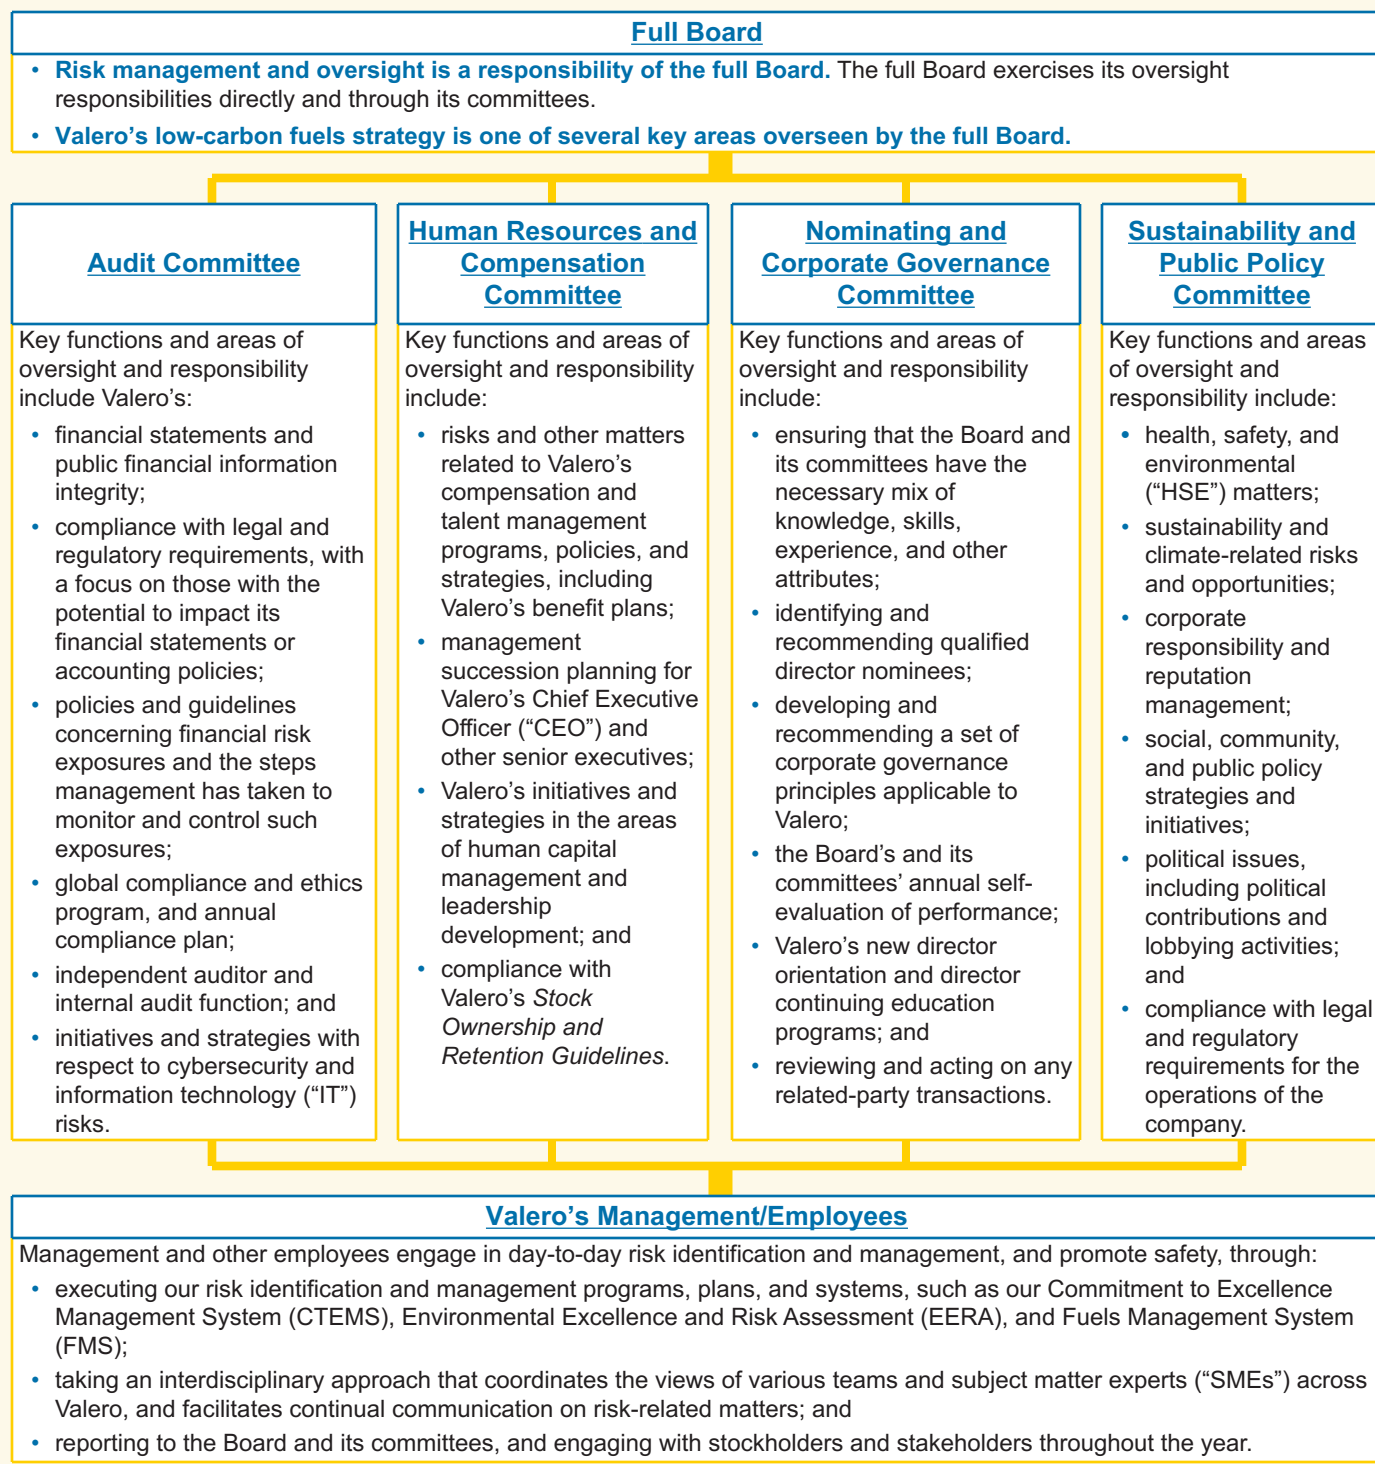 Full Board
• Risk management and oversight is a responsibility of the full Board. The full Board exercises its oversight
responsibilities directly and through its committees.
• Valero’s low-carbon fuels strategy is one of several key areas overseen by the full Board.
Audit Committee
Key functions and areas of
oversight and responsibility
include Valero’s:
• financial statements and
public financial information
integrity;
• compliance with legal and
regulatory requirements, with
a focus on those with the
potential to impact its
financial statements or
accounting policies;
• policies and guidelines
concerning financial risk
exposures and the steps
management has taken to
monitor and control such
exposures;
• global compliance and ethics
program, and annual
compliance plan;
• independent auditor and
internal audit function; and
• initiatives and strategies with
respect to cybersecurity and
information technology (“IT”)
risks.
Human Resources and
Compensation
Committee
Key functions and areas of
oversight and responsibility
include:
• risks and other matters
related to Valero’s
compensation and
talent management
programs, policies, and
strategies, including
Valero’s benefit plans;
• management
succession planning for
Valero’s Chief Executive
Officer (“CEO”) and
other senior executives;
• Valero’s initiatives and
strategies in the areas
of human capital
management and
leadership
development; and
• compliance with
Valero’s Stock
Ownership and
Retention Guidelines.
Nominating and
Corporate Governance
Committee
Key functions and areas of
oversight and responsibility
include:
• ensuring that the Board and
its committees have the
necessary mix of
knowledge, skills,
experience, and other
attributes;
• identifying and
recommending qualified
director nominees;
• developing and
recommending a set of
corporate governance
principles applicable to
Valero;
• the Board’s and its
committees’ annual self-
evaluation of performance;
• Valero’s new director
orientation and director
continuing education
programs; and
• reviewing and acting on any
related-party transactions.
Sustainability and
Public Policy
Committee
Key functions and areas
of oversight and
responsibility include:
• health, safety, and
environmental
(“HSE”) matters;
• sustainability and
climate-related risks
and opportunities;
• corporate
responsibility and
reputation
management;
• social, community,
and public policy
strategies and
initiatives;
• political issues,
including political
contributions and
lobbying activities;
and
• compliance with legal
and regulatory
requirements for the
operations of the
company.
Valero’s Management/Employees
Management and other employees engage in day-to-day risk identification and management, and promote safety, through:
• executing our risk identification and management programs, plans, and systems, such as our Commitment to Excellence
Management System (CTEMS), Environmental Excellence and Risk Assessment (EERA), and Fuels Management System
(FMS);
• taking an interdisciplinary approach that coordinates the views of various teams and subject matter experts (“SMEs”) across
Valero, and facilitates continual communication on risk-related matters; and
• reporting to the Board and its committees, and engaging with stockholders and stakeholders throughout the year.